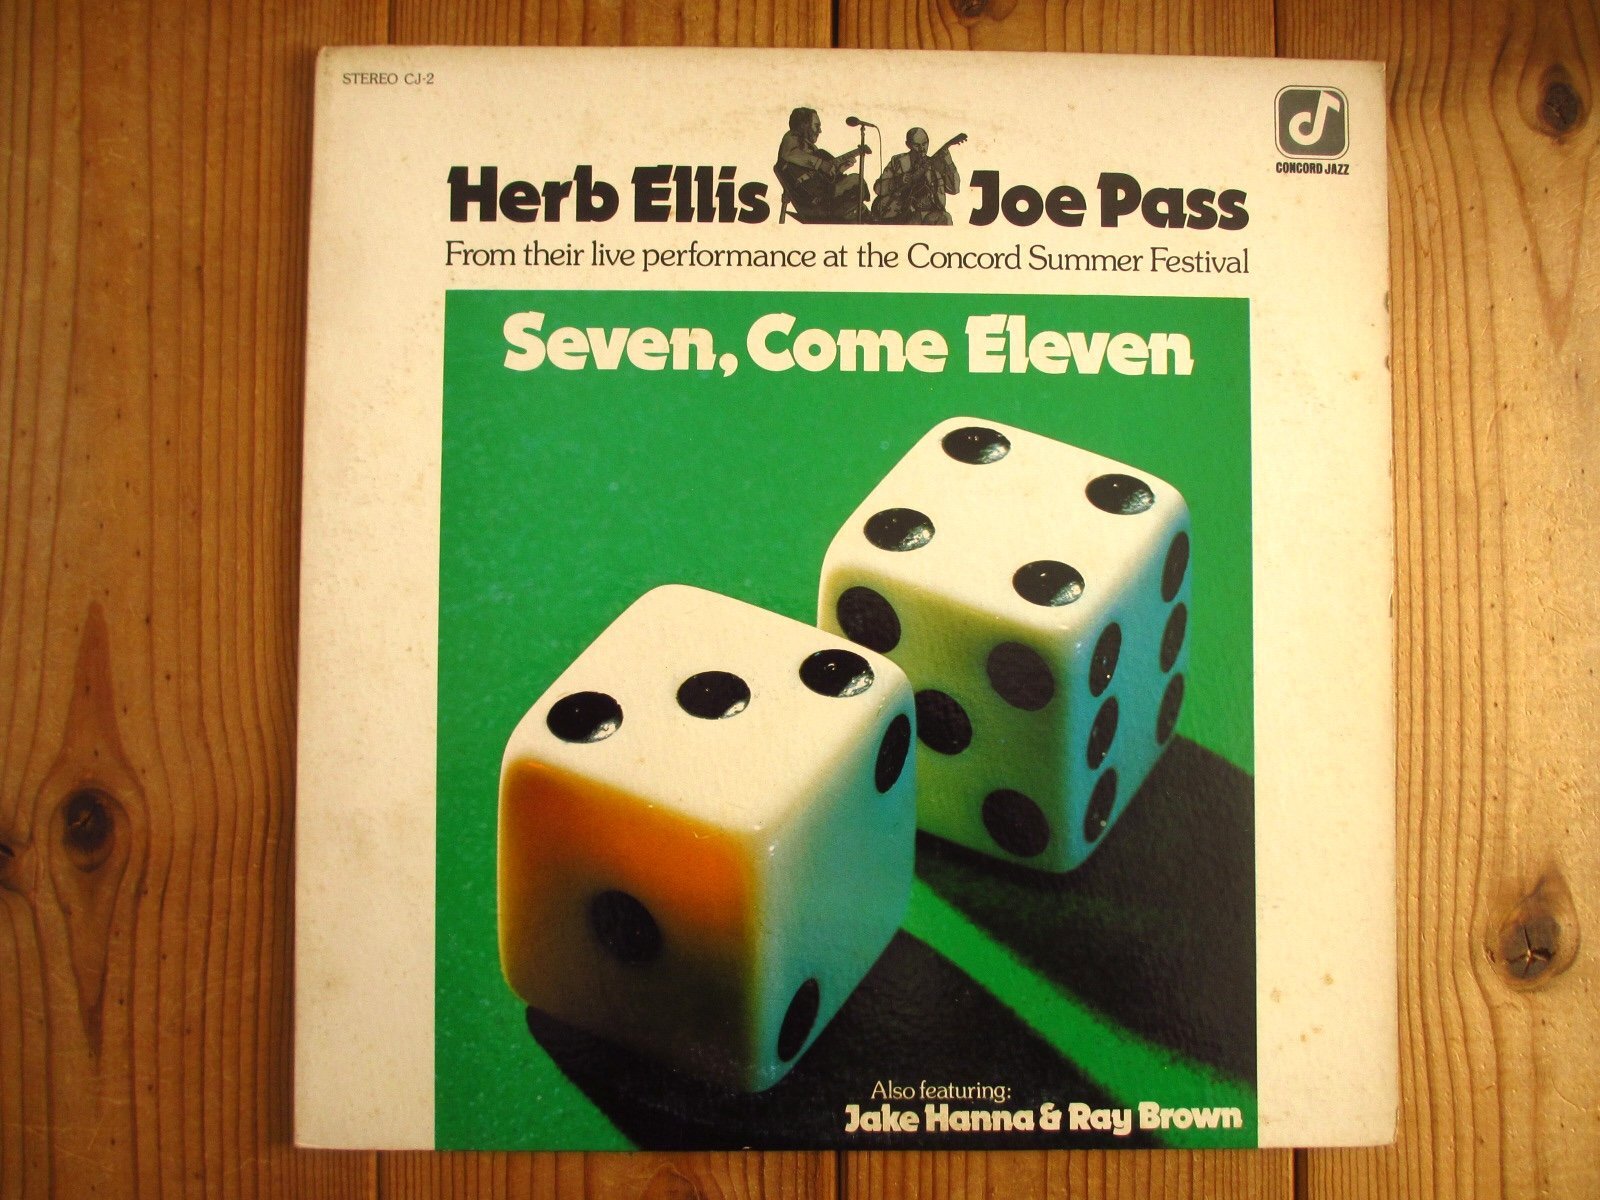 STEREO CJ-2
CONCORD JAZZ
Herb Ellis Joe Pass
From their live performance at the Concord Summer Festival
Seven, Come Eleven
Also featuring:
Jake Hanna & Ray Brown